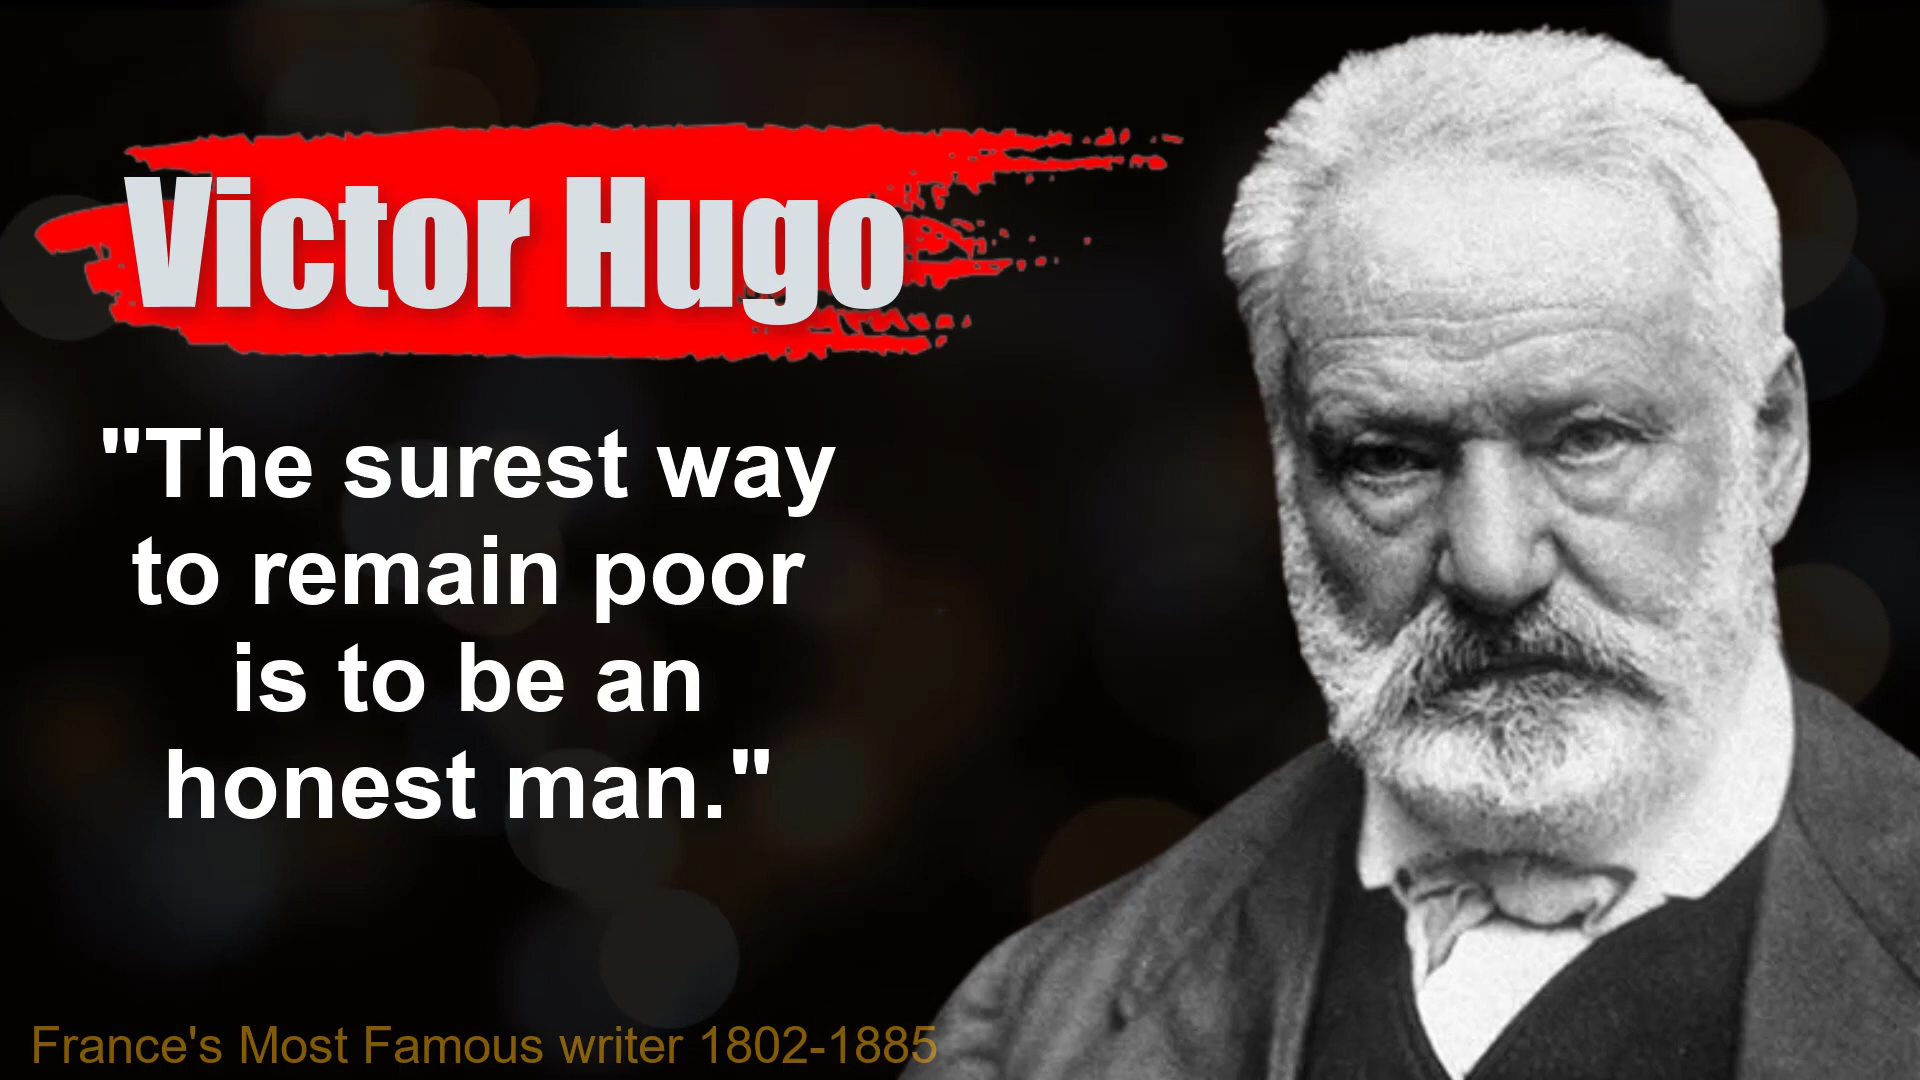 Victor Hugo
"The surest way
to remain poor
is to be an
honest man."
France's Most Famous writer 1802-1885